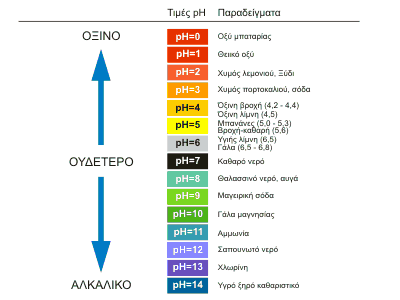 Τιμές pH Παραδείγματα
ΟΞΙΝΟ
pH=0 Οξύ μπαταρίας
pH=1 Θειικό οξύ
pH=2 Χυμός λεμονιού, Ξύδι
pH=3 Χυμός πορτοκαλιού, σόδα
pH=4 Όξινη βροχή (4,2 - 4,4)
Όξινη λίμνη (4,5)
pH=5 Μπανάνες (5,0 - 5,3)
Βροχή-καθαρή (5,6)
pH=6 Υγιής λίμνη (6,5)
Γάλα (6,5 - 6,8)
ΟΥΔΕΤΕΡΟ
pH=7 Καθαρό νερό
pH=8 Θαλασσινό νερό, αυγά
pH=9 Μαγειρική σόδα
pH=10 Γάλα μαγνησίας
pH=11 Αμμωνία
pH=12 Σαπουνωτό νερό
pH=13 Χλωρίνη
ΑΛΚΑΛΙΚΟ
pH=14 Υγρό ξηρό καθαριστικό